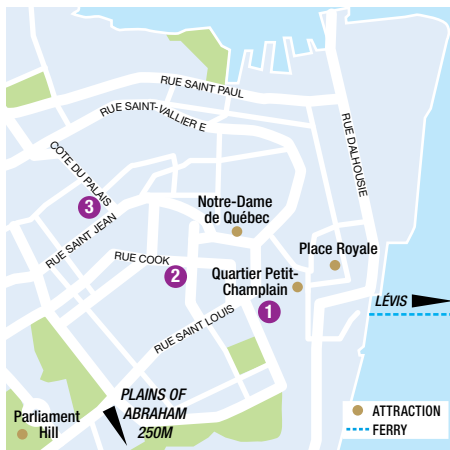 RUE SAINT PAUL
RUE SAINT-VALLIER E
RUE DALHOUSIE
COTE DU PALAIS
3
RUE SAINT JEAN
Notre-Dame
de Québec
RUE COOK
2
Place Royale
Quartier Petit-
Champlain
1
LÉVIS
RUE SAINT LOUIS
PLAINS OF
ABRAHAM
250M
Parliament
Hill
ATTRACTION
FERRY